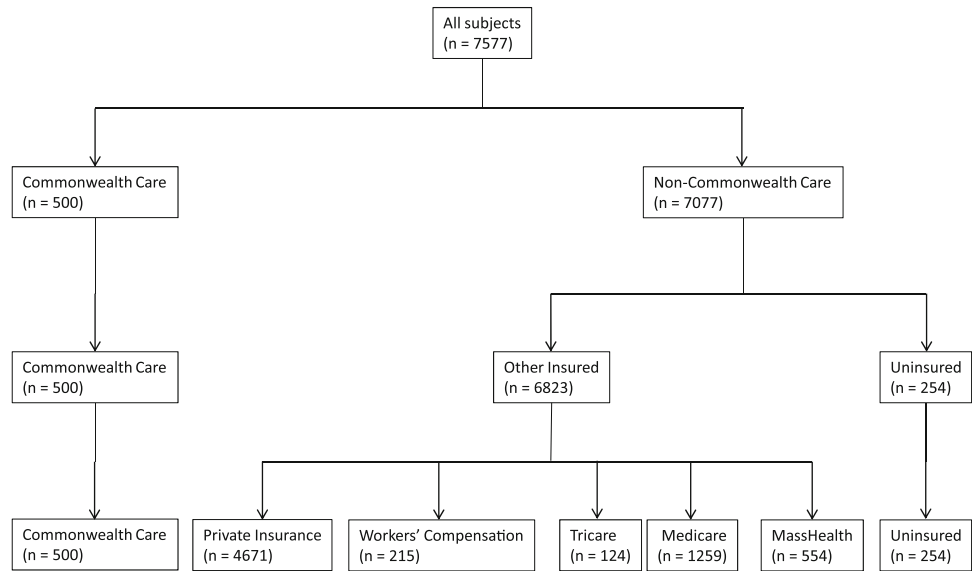 All subjects
(n = 7577)
Commonwealth Care
(n = 500)
Non-Commonwealth Care
(n = 7077)
Commonwealth Care
(n = 500)
Other Insured
(n = 6823)
Uninsured
(n = 254)
Commonwealth Care
(n = 500)
Private Insurance
(n = 4671)
Workers' Compensation
(n = 215)
Tricare
(n = 124)
Medicare
(n = 1259)
MassHealth
(n = 554)
Uninsured
(n = 254)